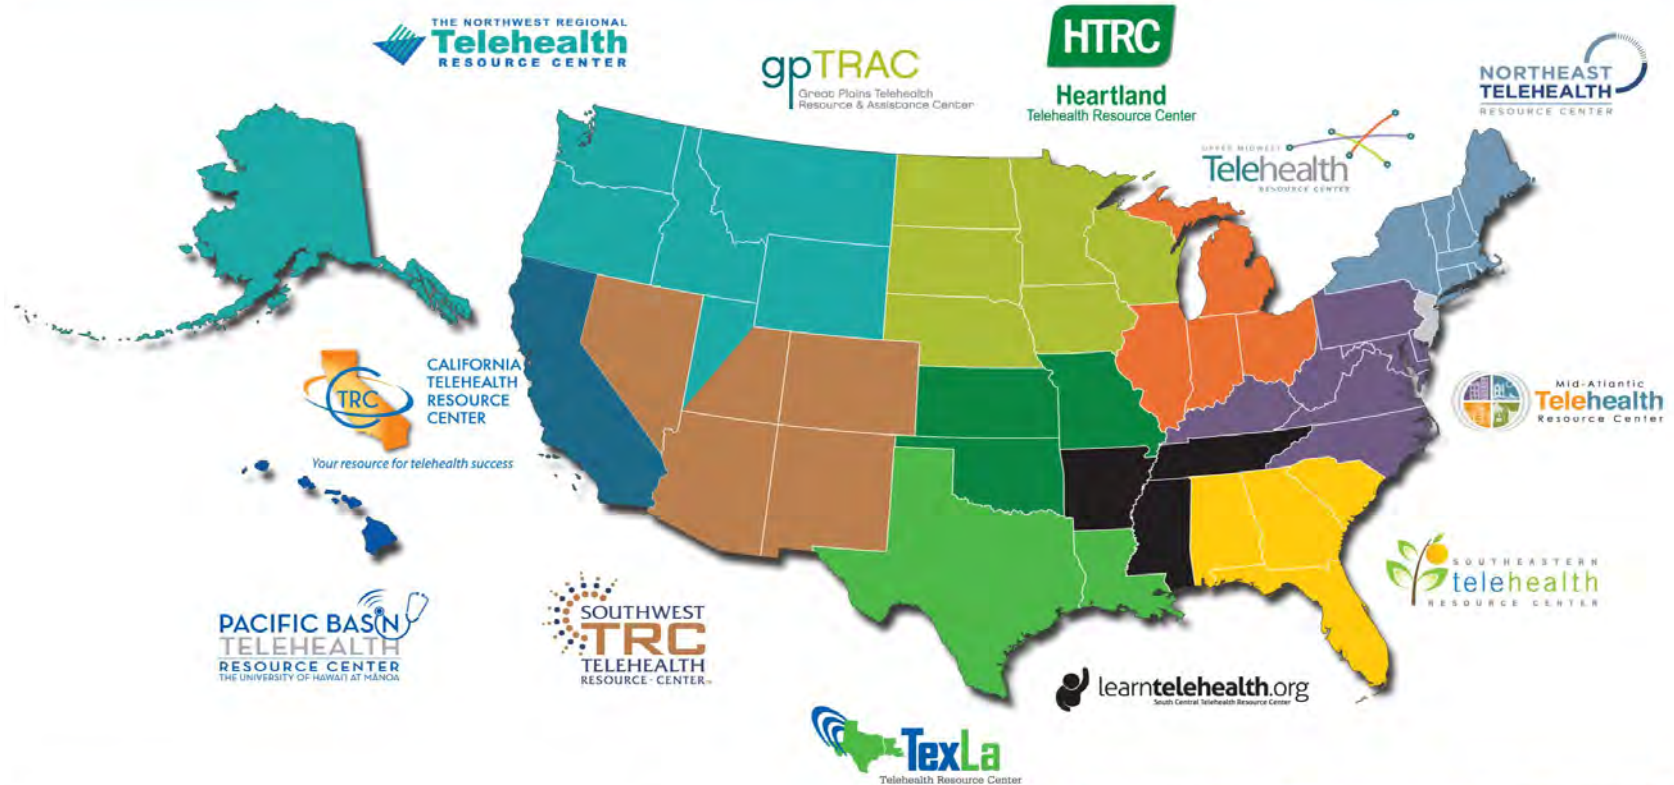 THE NORTHWEST REGIONAL
Telehealth
RESOURCE CENTER
gpTRAC
Great Plains Telehealth
Resource & Assistance Center
HTRC
Heartland
Telehealth Resource Center
NORTHEAST
TELEHEALTH
RESOURCE CENTER
UPPER MIDWEST
Telehealth
RESOURCE CENTER
TRC
CALIFORNIA
TELEHEALTH
RESOURCE
CENTER
Your resource for telehealth success
Mid-Atlantic
Telehealth
Resource Center
SOUTHEASTERN
telehealth
RESOURCE CENTER
PACIFIC BASIN
TELEHEALTH
RESOURCE CENTER
THE UNIVERSITY OF HAWAI'I AT MĀNOA
SOUTHWEST
TRC
TELEHEALTH
RESOURCE · CENTER
learntelehealth.org
South Central Telehealth Resource Center
TexLa
Telehealth Resource Center